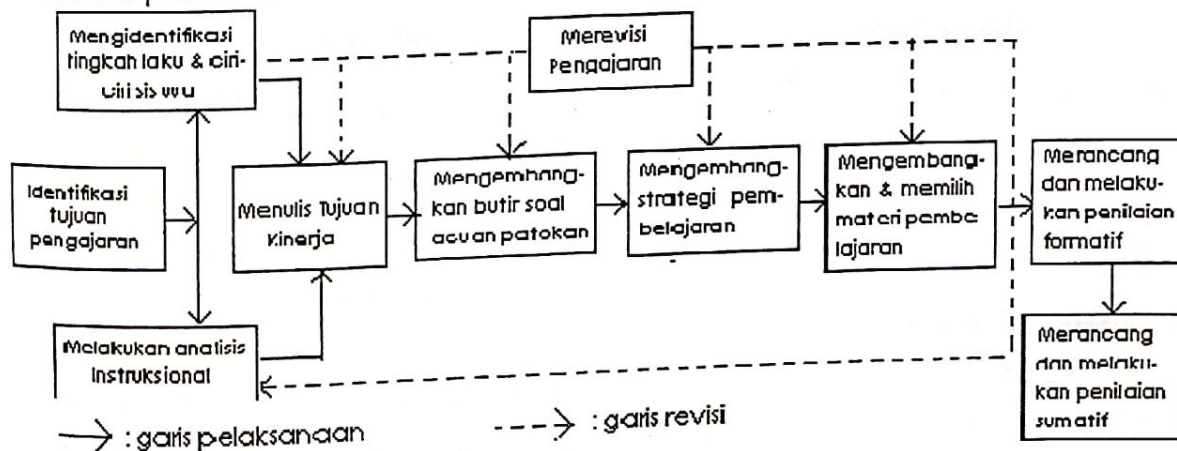 Mengidentifikasi
tingkah laku & ciri-
ciri siswa
Merewisi
Pengajaran
Identifikasi
tujuan
pengajaran
Menulis Tujuan
Kinerja
Mengembang-
kan butir soal
acuan patokan
Mengembang-
strategi pem-
belajaran
Mengembang-
kan & memilih
materi pembe
lajaran
Merancang
dan melaku-
kan penilaian
formatif
Melakukan analisis
Instruksional
Merancang
dan melaku-
kan penilaian
sumatif
: garis pelaksanaan
: garis revisi